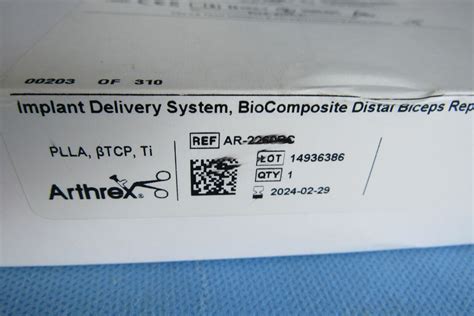 00203 OF 310
Implant Delivery System, BioComposite Distal Biceps Rep
REF AR-
PLLA, βTCP, Ti
LOT 14936386
QTY 1
Arthrex®
2024-02-29